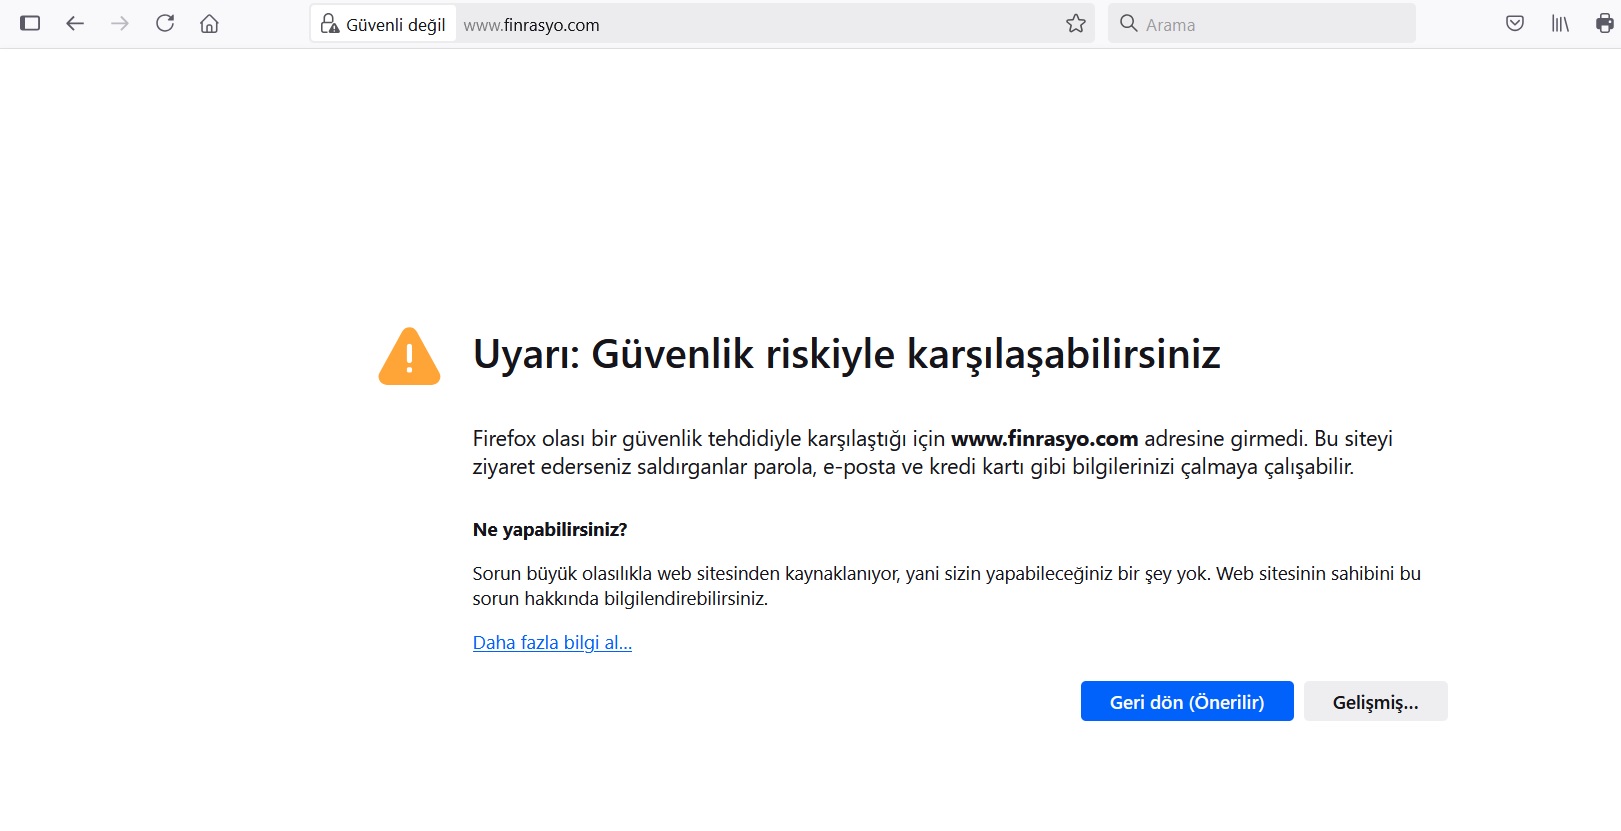 Güvenli değil www.finrasyo.com Arama
Uyarı: Güvenlik riskiyle karşılaşabilirsiniz
Firefox olası bir güvenlik tehdidiyle karşılaştığı için www.finrasyo.com adresine girmedi. Bu siteyi
ziyaret ederseniz saldırganlar parola, e-posta ve kredi kartı gibi bilgilerinizi çalmaya çalışabilir.
Ne yapabilirsiniz?
Sorun büyük olasılıkla web sitesinden kaynaklanıyor, yani sizin yapabileceğiniz bir şey yok. Web sitesinin sahibini bu
sorun hakkında bilgilendirebilirsiniz.
Daha fazla bilgi al...
Geri dön (Önerilir) Gelişmiş...